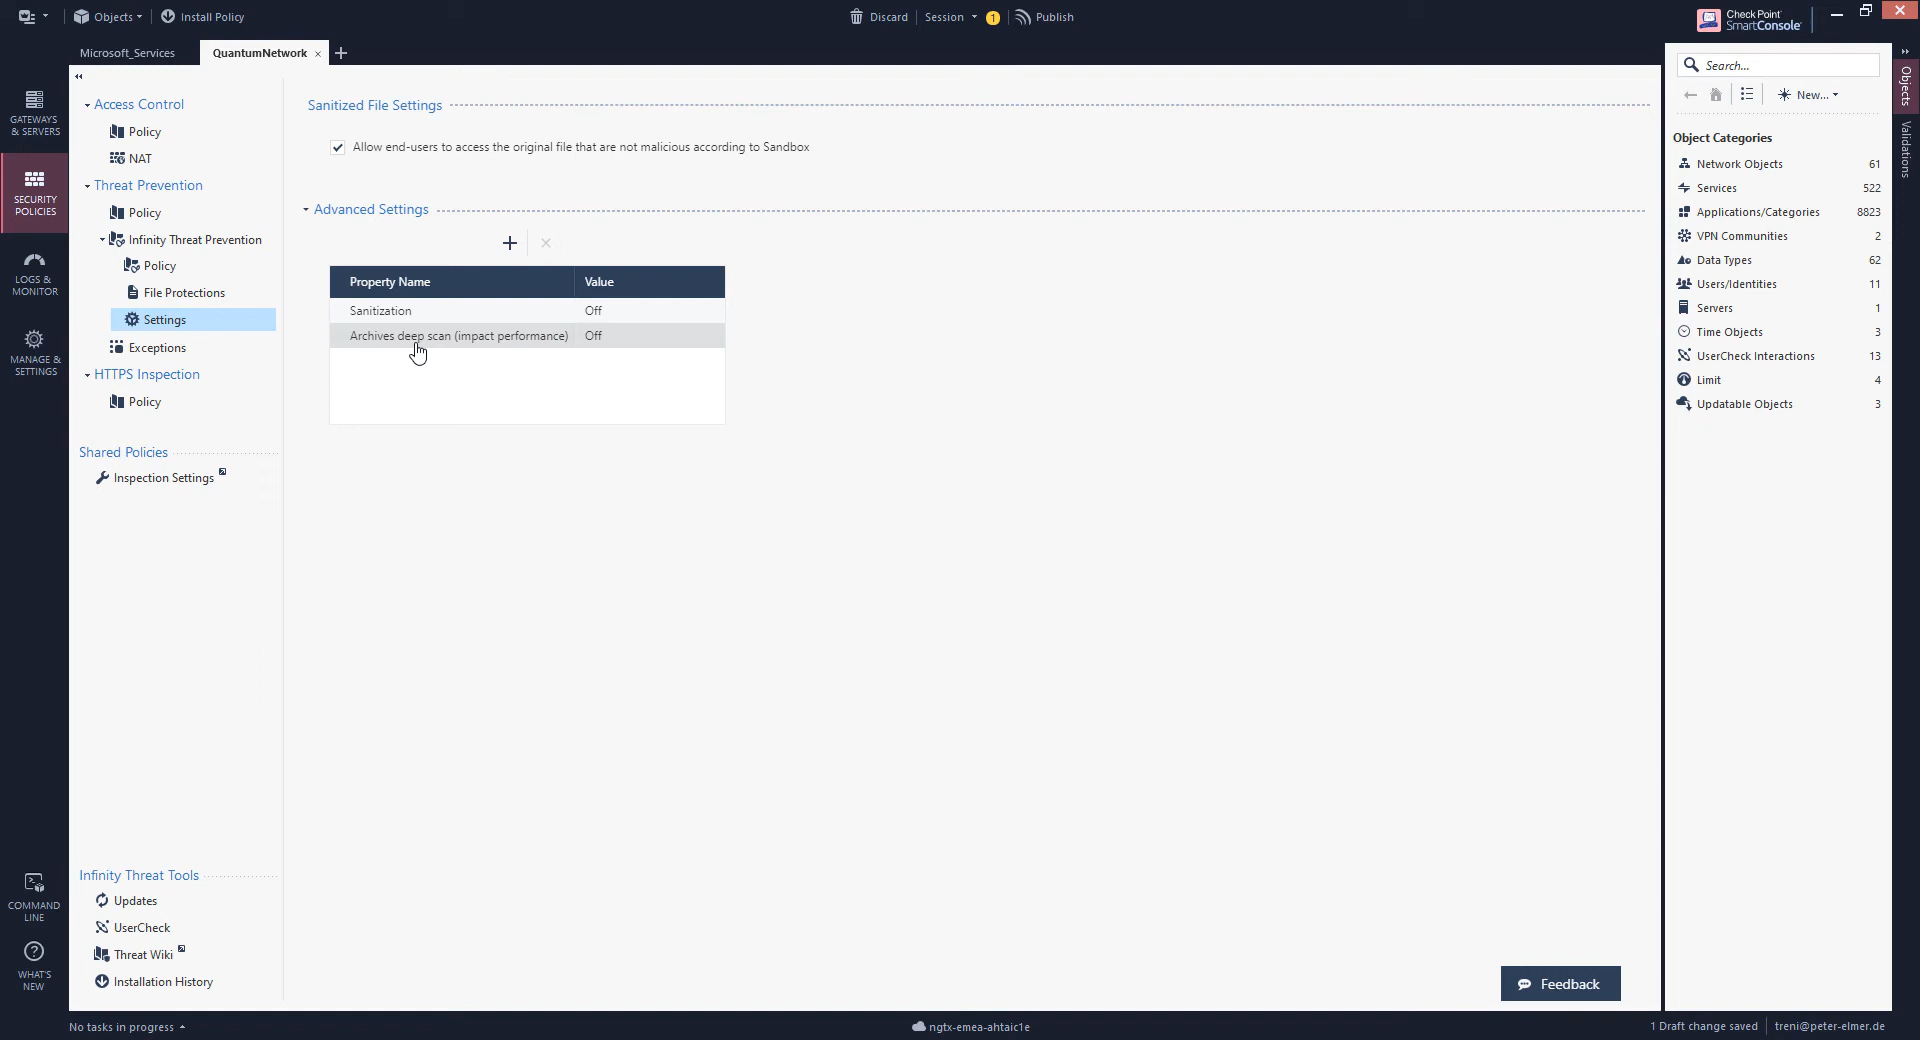 Objects
Install Policy
Discard
Session
1
Publish
Check Point
SmartConsole
Microsoft_Services
QuantumNetwork
GATEWAYS
& SERVERS
SECURITY
POLICIES
LOGS &
MONITOR
MANAGE &
SETTINGS
COMMAND
LINE
WHAT'S
NEW
Access Control
Policy
NAT
Threat Prevention
Policy
Infinity Threat Prevention
Policy
File Protections
Settings
Exceptions
HTTPS Inspection
Policy
Shared Policies
Inspection Settings
Infinity Threat Tools
Updates
UserCheck
Threat Wiki
Installation History
Sanitized File Settings
Allow end-users to access the original file that are not malicious according to Sandbox
Advanced Settings
Property Name Value
Sanitization Off
Archives deep scan (impact performance) Off
Feedback
Search...
New...
Object Categories
Network Objects 61
Services 522
Applications/Categories 8823
VPN Communities 2
Data Types 62
Users/Identities 11
Servers 1
Time Objects 3
UserCheck Interactions 13
Limit 4
Updatable Objects 3
Objects
Validations
No tasks in progress
ngtx-emea-ahtaic1e
1 Draft change saved
treni@peter-elmer.de